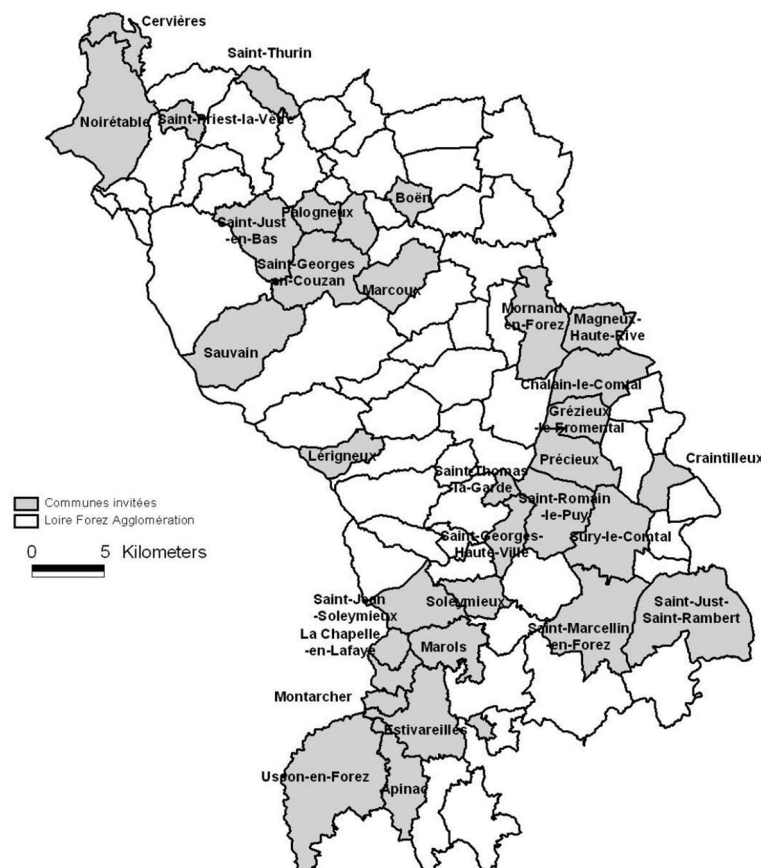 Cervières
Saint-Thurin
Noirétable
Saint-Priest-la-Vêtre
Boën
Palogneux
Saint-Just
-en-Bas
Saint-Georges
en-Couzan
Marcoux
Mornand
en-Forez
Magneux-
Haute-Rive
Sauvain
Chalain-le-Comtal
Grézieux
-le-Fromental
Lérigneux
Précieux
Craintilleux
Saint-Thomas
-la-Garde
Saint-Romain
-le-Puy
Communes invitées
Loire Forez Agglomération
Saint-Georges-
Haute-Ville
Sury-le-Comtal
0 5 Kilometers
Saint-Jean
-Soleymieux
Soleymieux
Saint-Just-
Saint-Rambert
La Chapelle
-en-Lafaye
Marols
Saint-Marcellin
-en-Forez
Montarcher
Estivareilles
Usson-en-Forez
Apinac